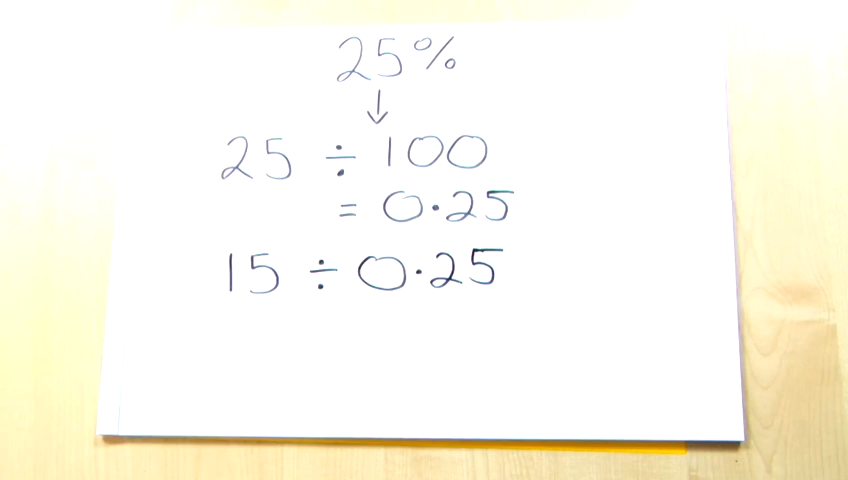 25%
↓
25 ÷ 100
= 0·25
15 ÷ 0·25